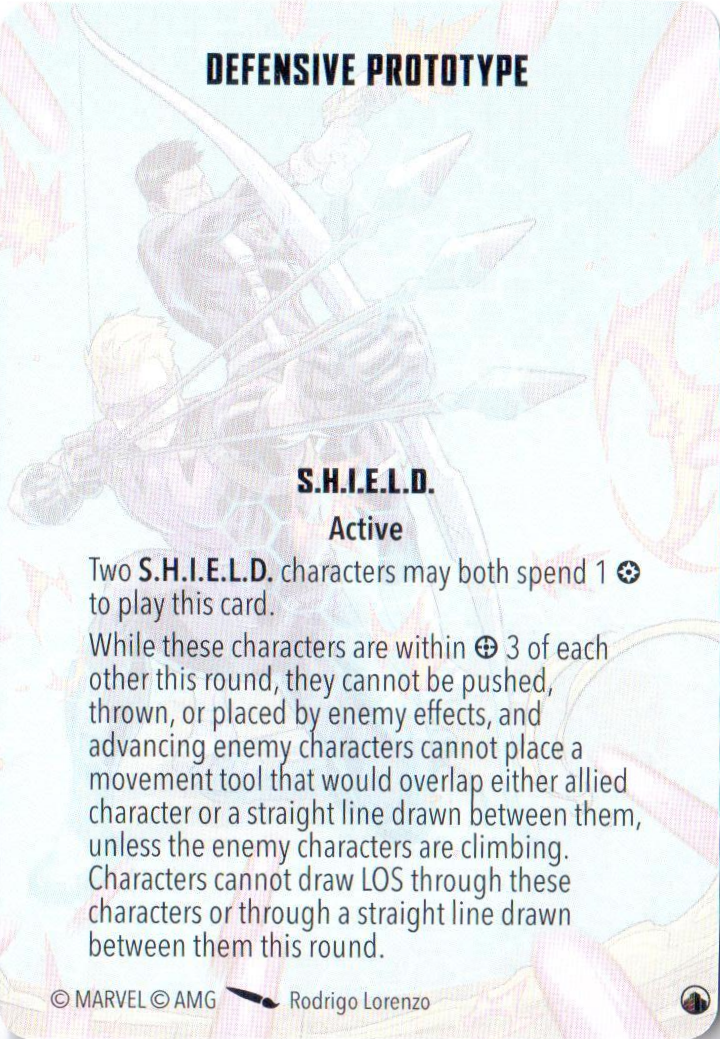 DEFENSIVE PROTOTYPE
S.H.I.E.L.D.
Active
Two S.H.I.E.L.D. characters may both spend 1
to play this card.
While these characters are within 3 of each
other this round, they cannot be pushed,
thrown, or placed by enemy effects, and
advancing enemy characters cannot place a
movement tool that would overlap either allied
character or a straight line drawn between them,
unless the enemy characters are climbing.
Characters cannot draw LOS through these
characters or through a straight line drawn
between them this round.
© MARVEL © AMG Rodrigo Lorenzo